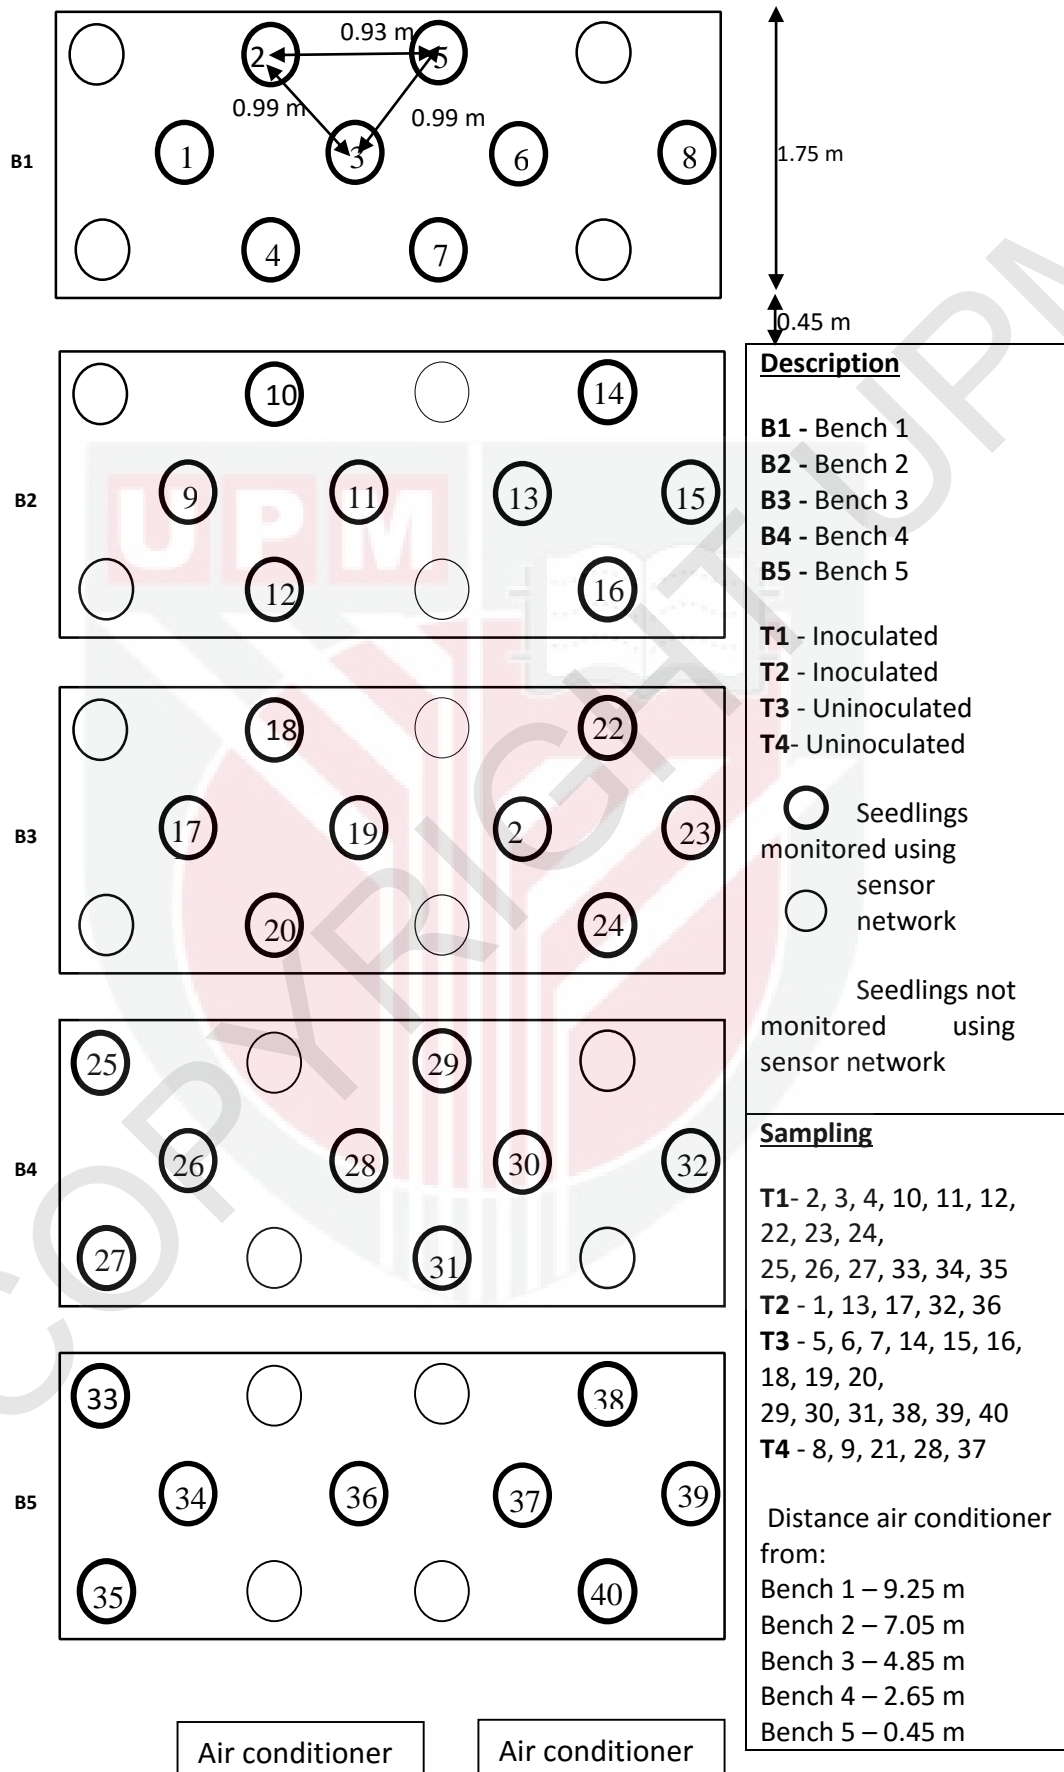 0.93 m
2
5
0.99 m
0.99 m
B1
1
3
6
8
1.75 m
4
7
0.45 m
10
14
B2
9
11
13
15
12
16
18
22
B3
17
19
2
23
20
24
25
29
B4
26
28
30
32
27
31
33
38
B5
34
36
37
39
35
40
Air conditioner
Air conditioner
Description
B1 - Bench 1
B2 - Bench 2
B3 - Bench 3
B4 - Bench 4
B5 - Bench 5
T1 - Inoculated
T2 - Inoculated
T3 - Uninoculated
T4- Uninoculated
Seedlings
monitored using
sensor
network
Seedlings not
monitored using
sensor network
Sampling
T1- 2, 3, 4, 10, 11, 12,
22, 23, 24,
25, 26, 27, 33, 34, 35
T2 - 1, 13, 17, 32, 36
T3 - 5, 6, 7, 14, 15, 16,
18, 19, 20,
29, 30, 31, 38, 39, 40
T4 - 8, 9, 21, 28, 37
Distance air conditioner
from:
Bench 1 – 9.25 m
Bench 2 – 7.05 m
Bench 3 – 4.85 m
Bench 4 – 2.65 m
Bench 5 – 0.45 m
UPM
COPYRIGHT UPM